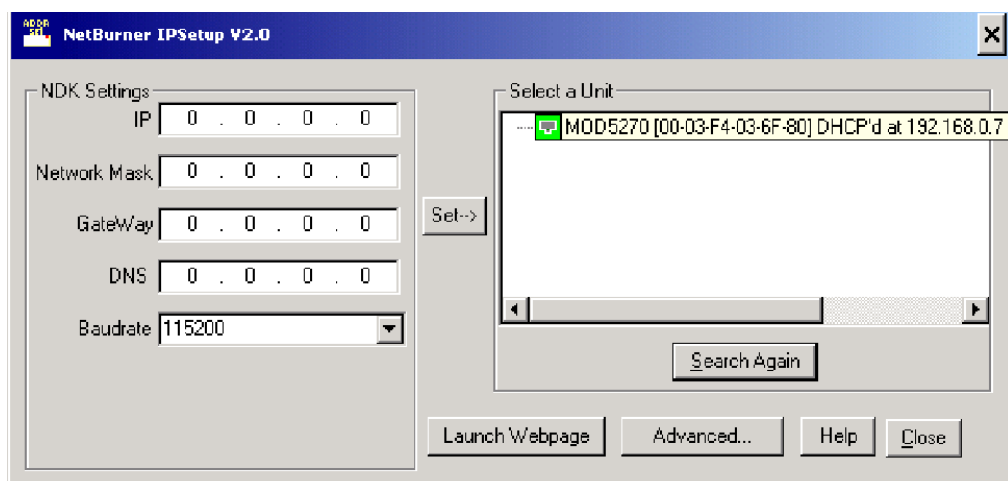 ADDR
SEL
NetBurner IPSetup V2.0
NDK Settings
IP 0 . 0 . 0 . 0
Network Mask 0 . 0 . 0 . 0
GateWay 0 . 0 . 0 . 0
DNS 0 . 0 . 0 . 0
Baudrate 115200
Set-->
Select a Unit
MOD5270 [00-03-F4-03-6F-80] DHCP'd at 192.168.0.7
Search Again
Launch Webpage
Advanced...
Help
Close